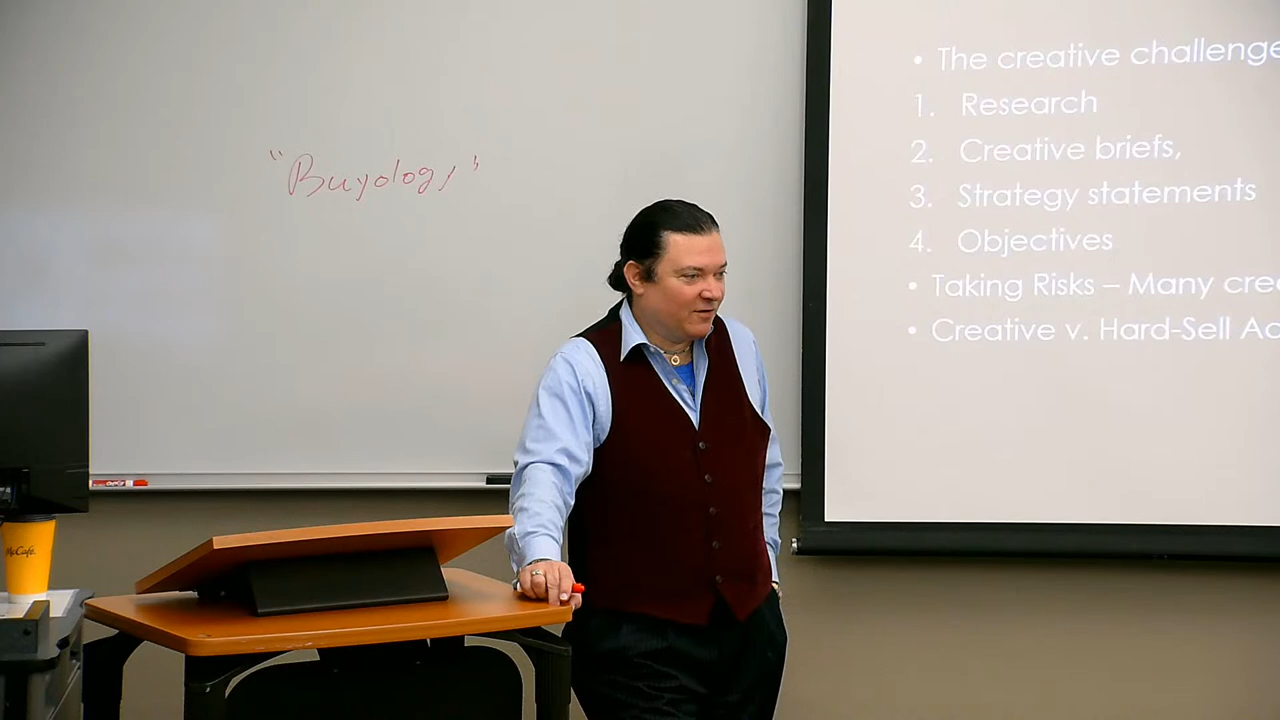 "Buyology"
• The creative challenge
1. Research
2. Creative briefs,
3. Strategy statements
4. Objectives
• Taking Risks – Many cre
• Creative v. Hard-Sell Ad
McCafé